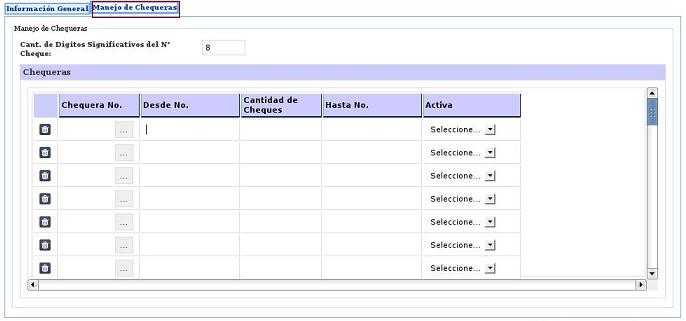 Información General
Manejo de Chequeras
Manejo de Chequeras
Cant. de Digitos Significativos del N°
Cheque:
8
Chequeras
Chequera No.
Desde No.
Cantidad de
Cheques
Hasta No.
Activa
... Seleccione...
... Seleccione...
... Seleccione...
... Seleccione...
... Seleccione...
... Seleccione...
... Seleccione...